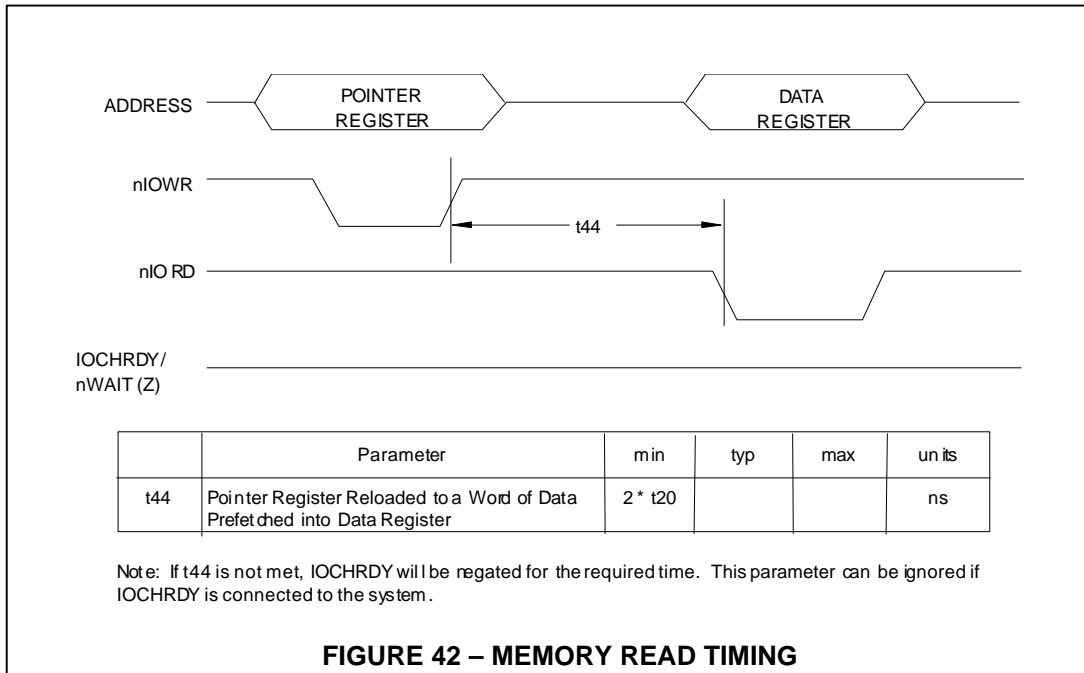 ADDRESS
POINTER
REGISTER
DATA
REGISTER
nIOWR
t44
nIORD
IOCHRDY/
nWAIT (Z)
Parameter min typ max units
t44 Pointer Register Reloaded to a Word of Data 2 * t20 ns
Prefetched into Data Register
Note: If t44 is not met, IOCHRDY will be negated for the required time. This parameter can be ignored if
IOCHRDY is connected to the system.
FIGURE 42 – MEMORY READ TIMING